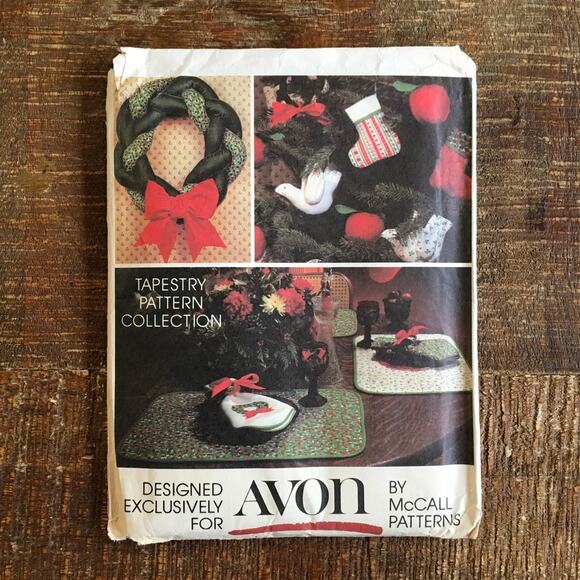 TAPESTRY
PATTERN
COLLECTION
DESIGNED
EXCLUSIVELY
FOR
AVON
BY
McCALL
PATTERNS